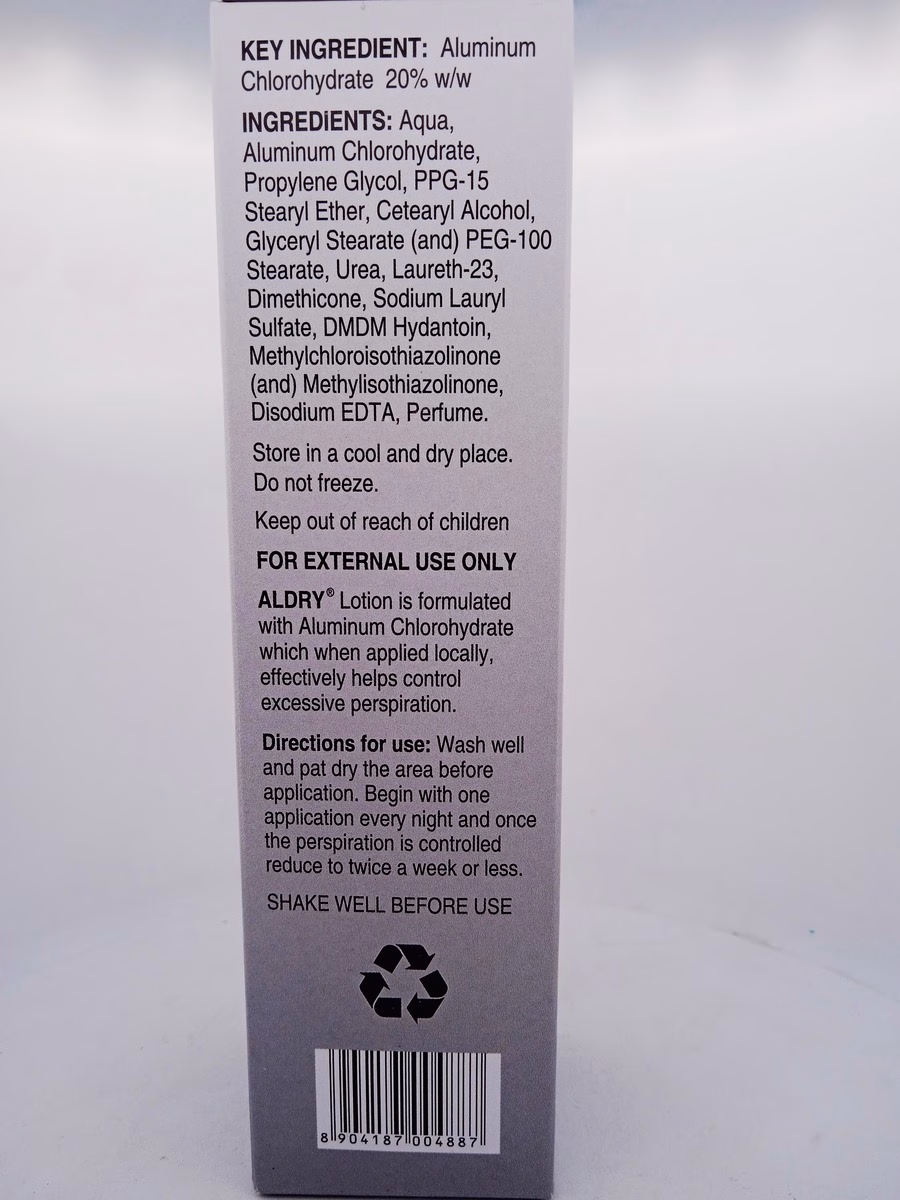 KEY INGREDIENT: Aluminum
Chlorohydrate 20% w/w
INGREDIENTS: Aqua,
Aluminum Chlorohydrate,
Propylene Glycol, PPG-15
Stearyl Ether, Cetearyl Alcohol,
Glyceryl Stearate (and) PEG-100
Stearate, Urea, Laureth-23,
Dimethicone, Sodium Lauryl
Sulfate, DMDM Hydantoin,
Methylchloroisothiazolinone
(and) Methylisothiazolinone,
Disodium EDTA, Perfume.
Store in a cool and dry place.
Do not freeze.
Keep out of reach of children
FOR EXTERNAL USE ONLY
ALDRY® Lotion is formulated
with Aluminum Chlorohydrate
which when applied locally,
effectively helps control
excessive perspiration.
Directions for use: Wash well
and pat dry the area before
application. Begin with one
application every night and once
the perspiration is controlled
reduce to twice a week or less.
SHAKE WELL BEFORE USE
8 904187 004887